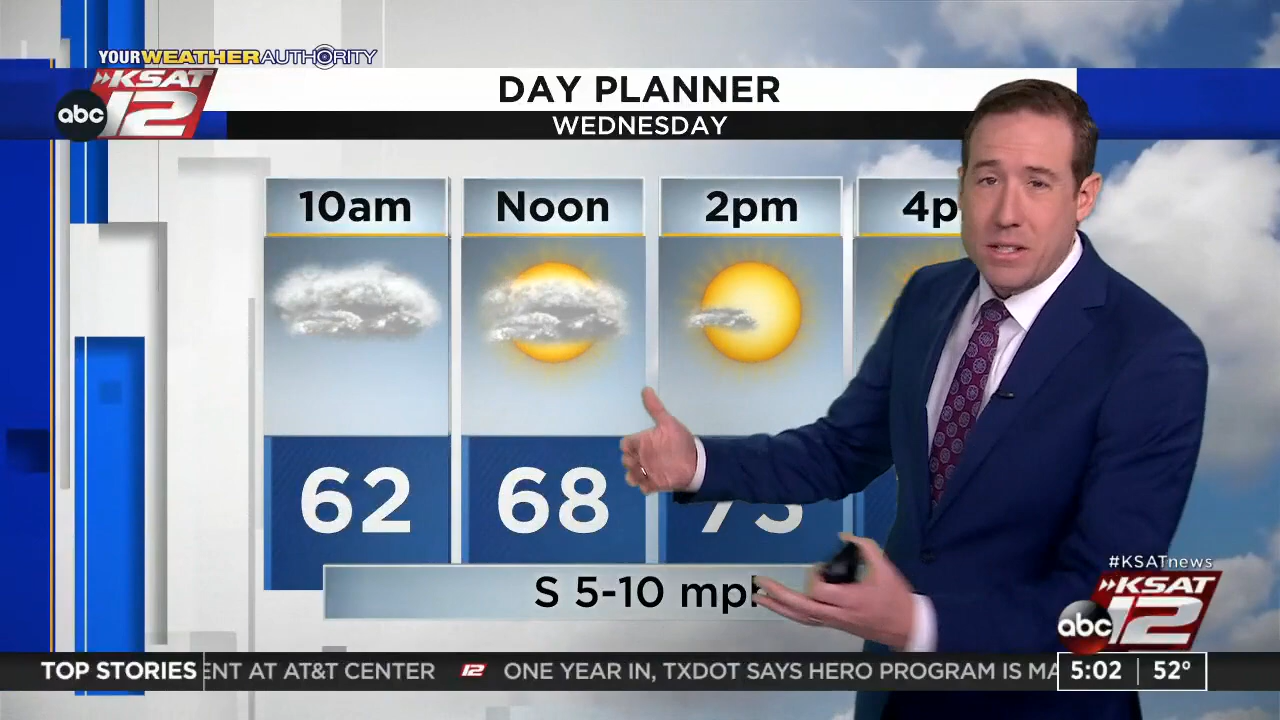 YOURWEATHERAUTHORITY
KSAT
abc 12
DAY PLANNER
WEDNESDAY
10am Noon 2pm
62 68
S 5-10 mph
#KSATnews
KSAT
abc 12
TOP STORIES ENT AT AT&T CENTER 12 ONE YEAR IN, TXDOT SAYS HERO PROGRAM IS MA 5:02 52°